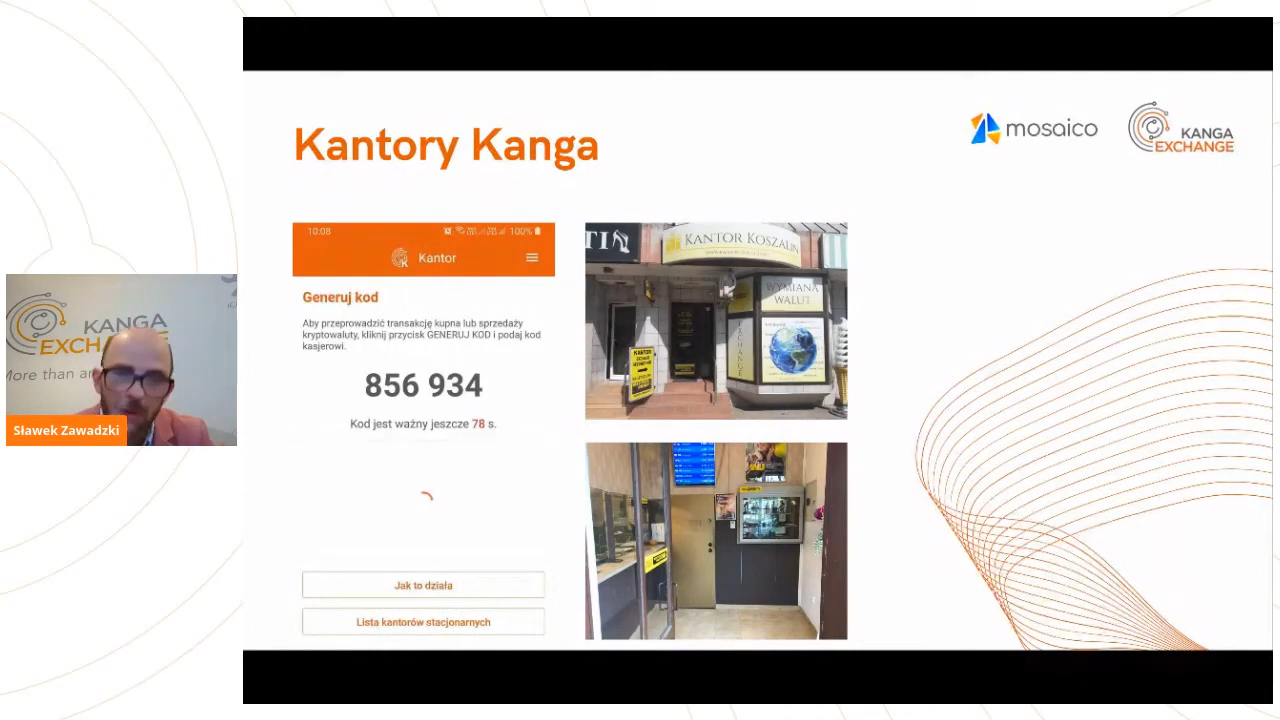 Kantory Kanga
mosaico
KANGA
EXCHANGE
10:08
100%
Kantor
Generuj kod
Aby przeprowadzić transakcję kupna lub sprzedaży
kryptowaluty, kliknij przycisk GENERUJ KOD i podaj kod
kasjerowi.
856 934
Kod jest ważny jeszcze 78 s.
Jak to działa
Lista kantorów stacjonarnych
KANTOR KOSZALIN
WYMIANA
WALUT
EXCHANGE
KANTOR
KANGA
EXCH
More than an
Sławek Zawadzki